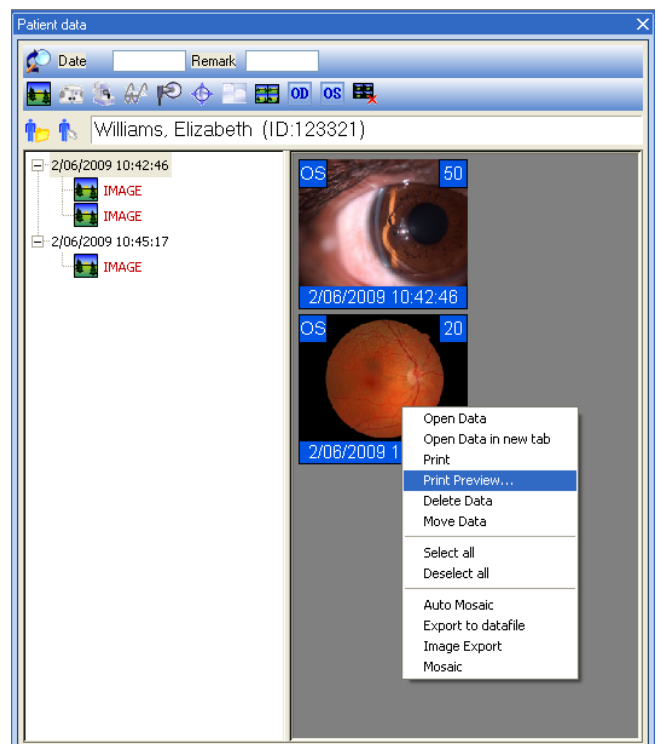 Patient data
Date Remark
OD OS
Williams, Elizabeth (ID:123321)
2/06/2009 10:42:46
IMAGE
IMAGE
2/06/2009 10:45:17
IMAGE
OS 50
2/06/2009 10:42:46
OS 20
2/06/2009 1
Open Data
Open Data in new tab
Print
Print Preview...
Delete Data
Move Data
Select all
Deselect all
Auto Mosaic
Export to datafile
Image Export
Mosaic